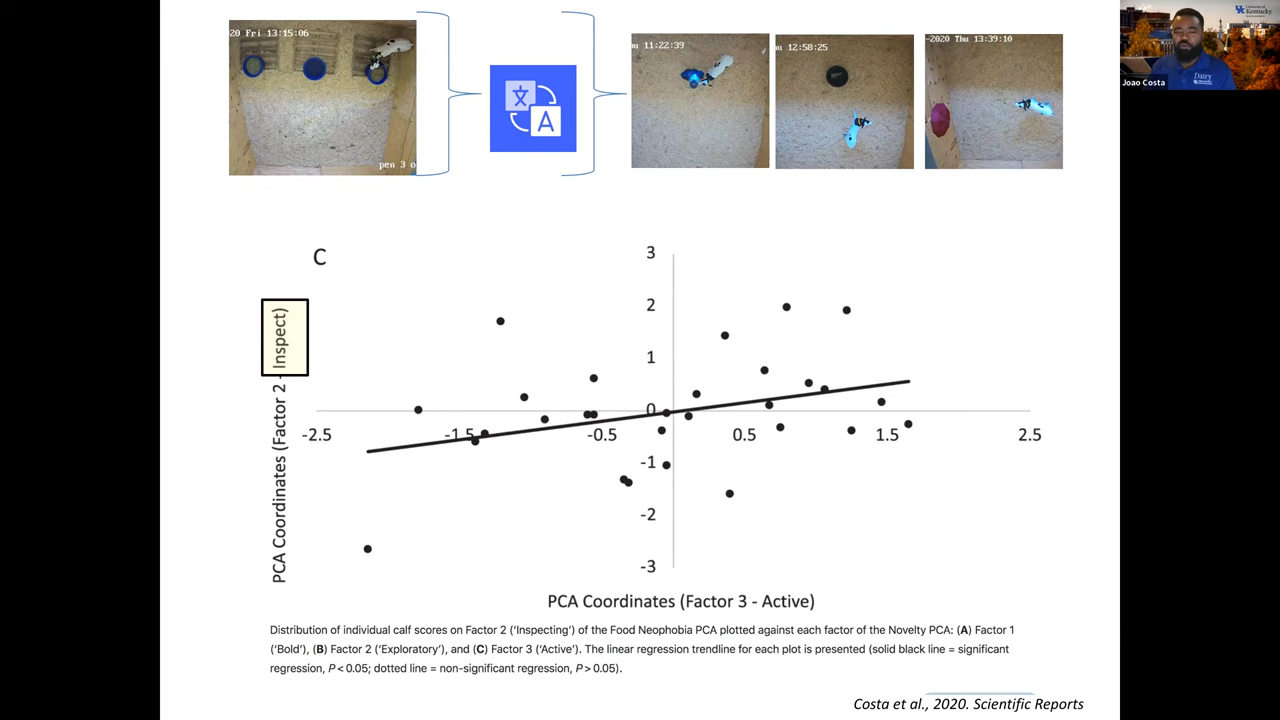 20 Fri 13:15:06
pen 3 o
文
A
u 11:22:39
u 12:58:25
-2020 Thu 13:39:10
University of
Kentucky
Dairy
Joao Costa
C
3
2
1
0
-1
-2
-3
-2.5
-1.5
-0.5
0.5
1.5
2.5
PCA Coordinates (Factor 2 - Inspect)
PCA Coordinates (Factor 3 - Active)
Distribution of individual calf scores on Factor 2 (‘Inspecting’) of the Food Neophobia PCA plotted against each factor of the Novelty PCA: (A) Factor 1
(‘Bold’), (B) Factor 2 (‘Exploratory’), and (C) Factor 3 (‘Active’). The linear regression trendline for each plot is presented (solid black line = significant
regression, P < 0.05; dotted line = non-significant regression, P > 0.05).
Costa et al., 2020. Scientific Reports